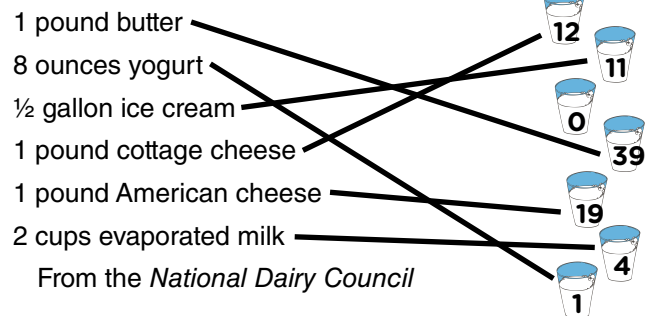 1 pound butter
8 ounces yogurt
½ gallon ice cream
1 pound cottage cheese
1 pound American cheese
2 cups evaporated milk
From the National Dairy Council
12
11
0
39
19
4
1